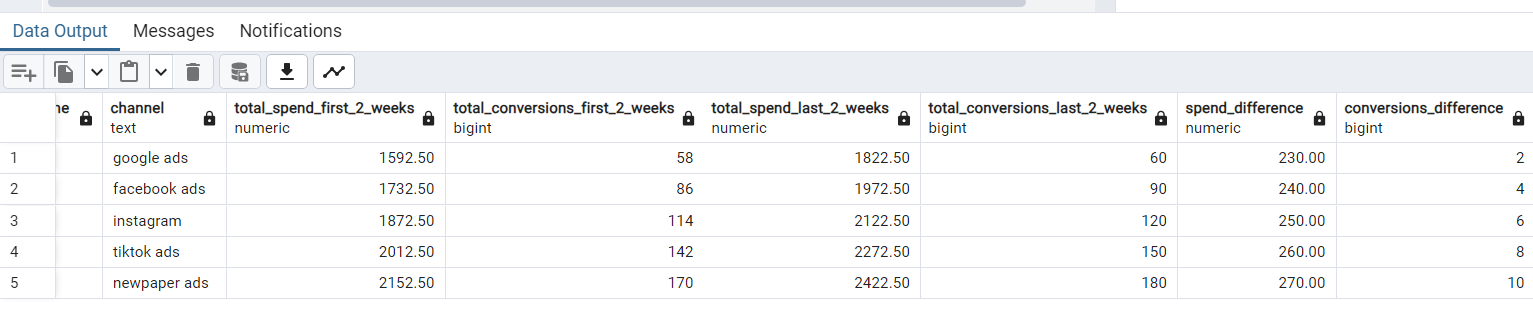 Data Output Messages Notifications
ne channel total_spend_first_2_weeks total_conversions_first_2_weeks total_spend_last_2_weeks total_conversions_last_2_weeks spend_difference conversions_difference
text numeric bigint numeric bigint numeric bigint
1 google ads 1592.50 58 1822.50 60 230.00 2
2 facebook ads 1732.50 86 1972.50 90 240.00 4
3 instagram 1872.50 114 2122.50 120 250.00 6
4 tiktok ads 2012.50 142 2272.50 150 260.00 8
5 newpaper ads 2152.50 170 2422.50 180 270.00 10